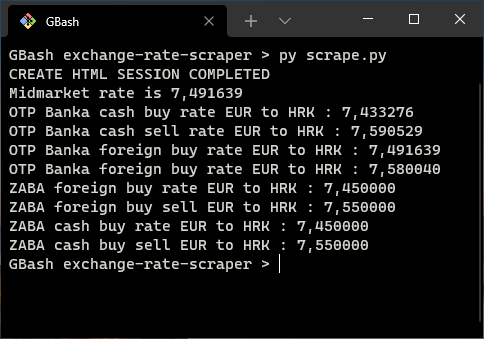 GBash
GBash exchange-rate-scraper > py scrape.py
CREATE HTML SESSION COMPLETED
Midmarket rate is 7,491639
OTP Banka cash buy rate EUR to HRK : 7,433276
OTP Banka cash sell rate EUR to HRK : 7,590529
OTP Banka foreign buy rate EUR to HRK : 7,491639
OTP Banka foreign buy rate EUR to HRK : 7,580040
ZABA foreign buy rate EUR to HRK : 7,450000
ZABA foreign buy sell EUR to HRK : 7,550000
ZABA cash buy rate EUR to HRK : 7,450000
ZABA cash buy sell EUR to HRK : 7,550000
GBash exchange-rate-scraper >